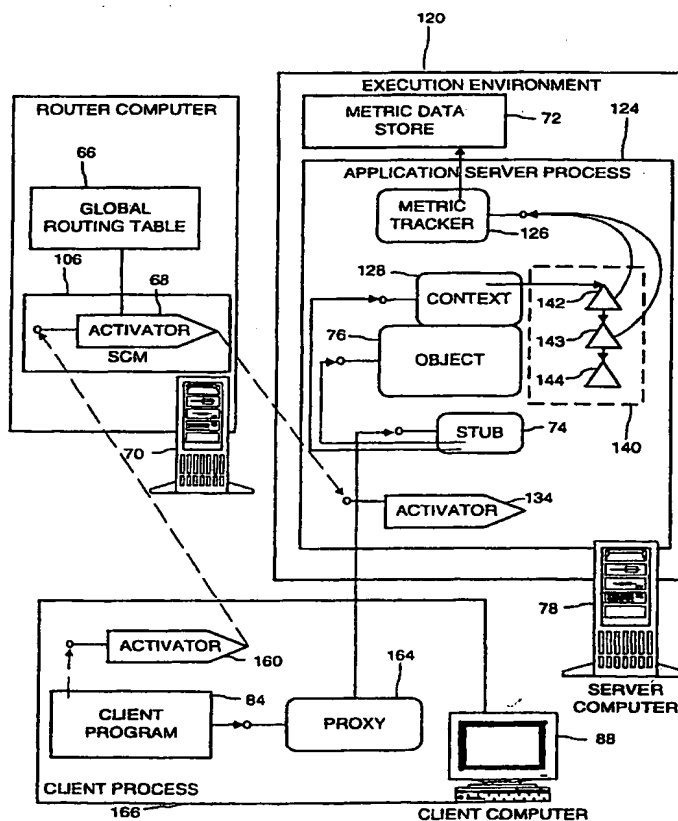 120
EXECUTION ENVIRONMENT
ROUTER COMPUTER
METRIC DATA
STORE
72
124
66
APPLICATION SERVER PROCESS
GLOBAL
ROUTING TABLE
METRIC
TRACKER
126
106
128
68
CONTEXT
142
ACTIVATOR
SCM
76
OBJECT
143
144
STUB
74
140
70
ACTIVATOR
134
78
ACTIVATOR
160
164
84
CLIENT
PROGRAM
PROXY
SERVER
COMPUTER
88
CLIENT PROCESS
166
CLIENT COMPUTER